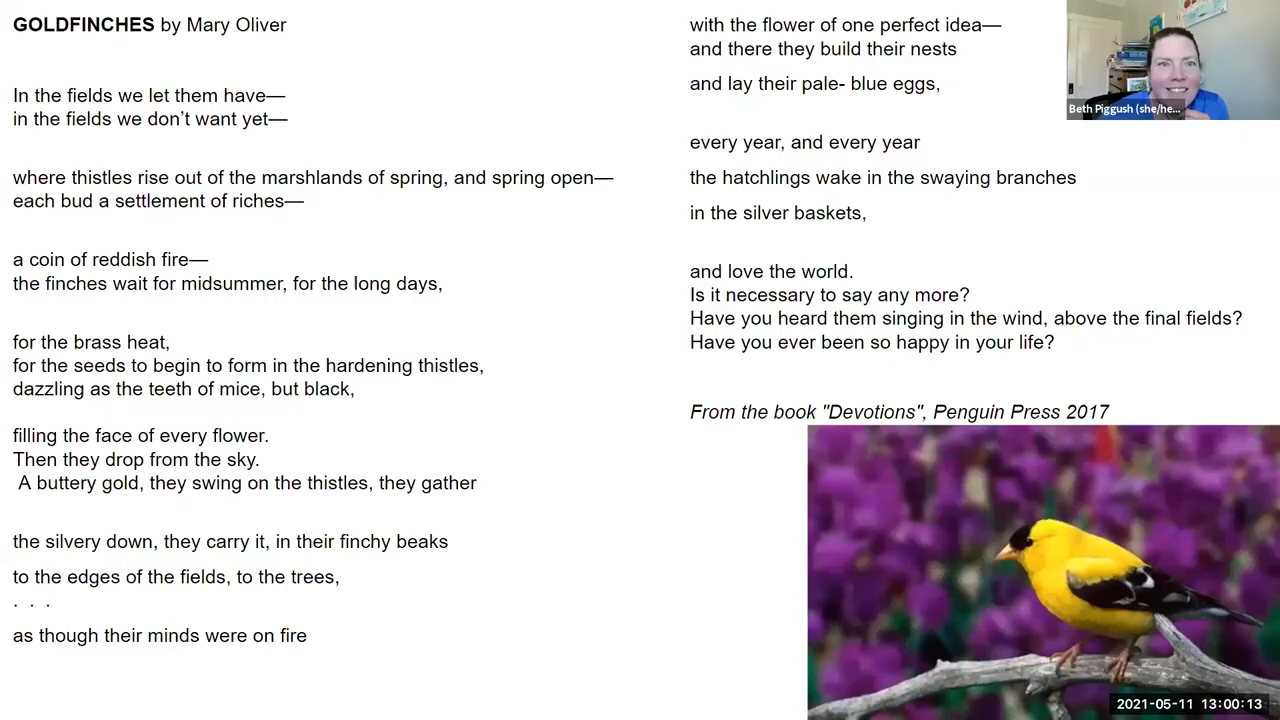 GOLDFINCHES by Mary Oliver
In the fields we let them have—
in the fields we don’t want yet—
where thistles rise out of the marshlands of spring, and spring open—
each bud a settlement of riches—
a coin of reddish fire—
the finches wait for midsummer, for the long days,
for the brass heat,
for the seeds to begin to form in the hardening thistles,
dazzling as the teeth of mice, but black,
filling the face of every flower.
Then they drop from the sky.
A buttery gold, they swing on the thistles, they gather
the silvery down, they carry it, in their finchy beaks
to the edges of the fields, to the trees,
. . .
as though their minds were on fire
with the flower of one perfect idea—
and there they build their nests
and lay their pale- blue eggs,
every year, and every year
the hatchlings wake in the swaying branches
in the silver baskets,
and love the world.
Is it necessary to say any more?
Have you heard them singing in the wind, above the final fields?
Have you ever been so happy in your life?
From the book "Devotions", Penguin Press 2017
Beth Piggush (she/he...
2021-05-11 13:00:13